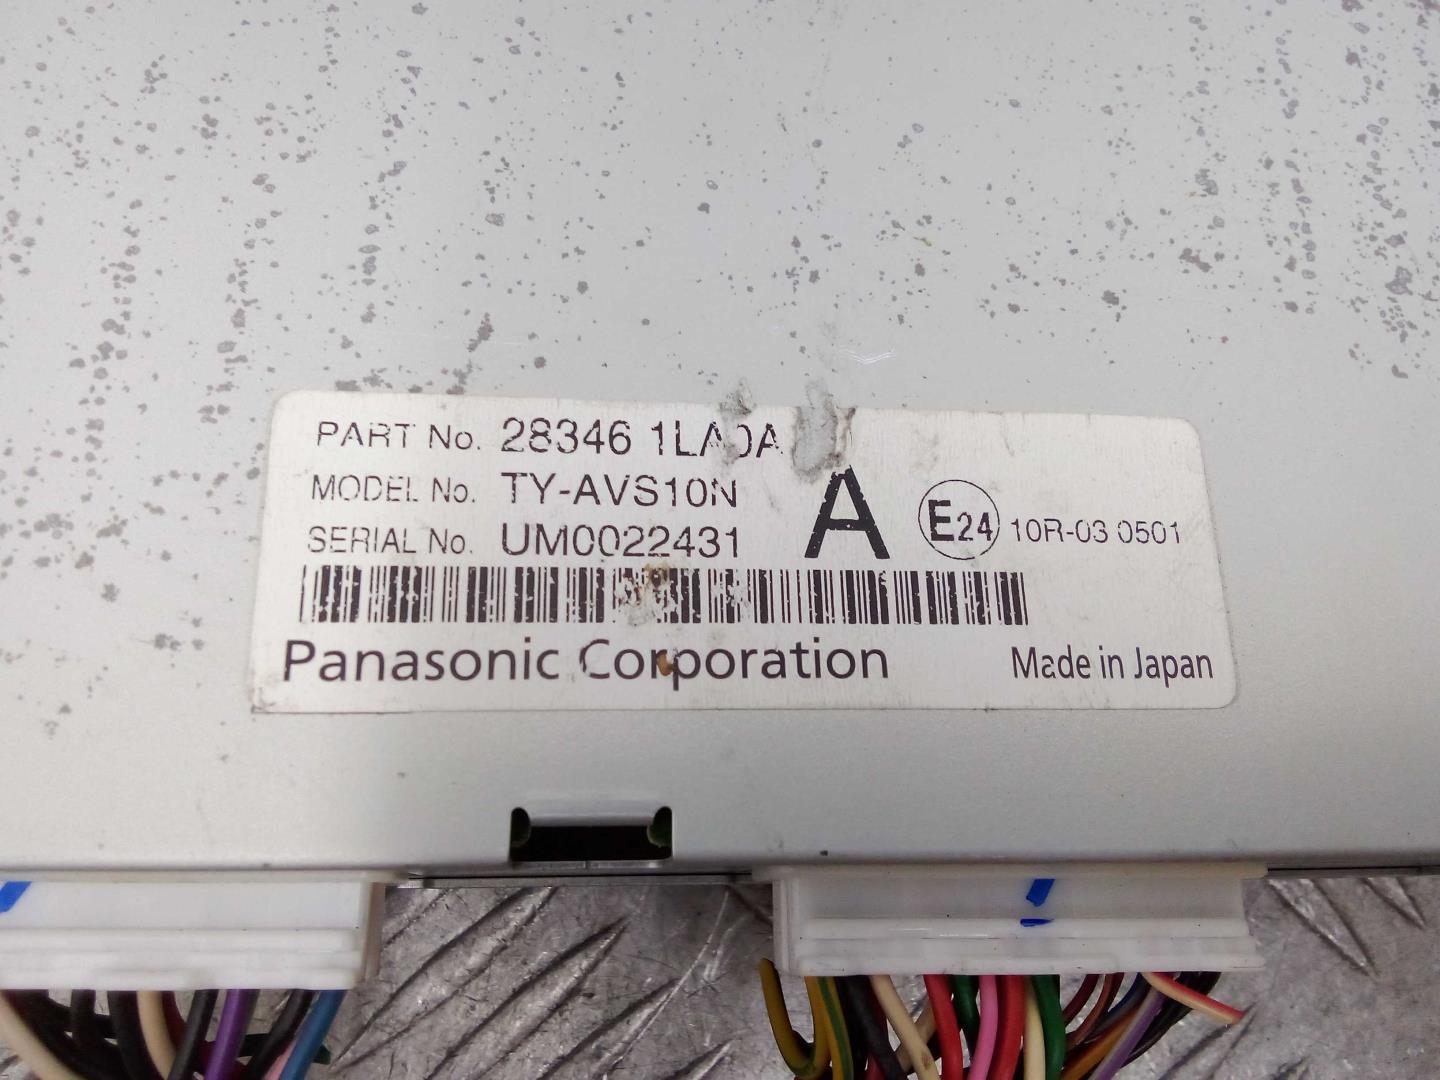 PART No. 28346 1LA0A
MODEL No. TY-AVS10N
SERIAL No. UM0022431
A
E24 10R-03 0501
Panasonic Corporation
Made in Japan